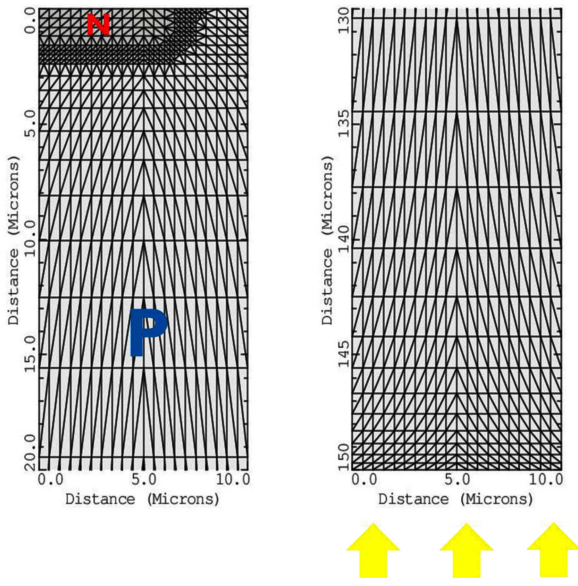 0.0
5.0
10.0
15.0
20.0
Distance (Microns)
N
P
0.0 5.0 10.0
Distance (Microns)
130
135
140
145
150
Distance (Microns)
0.0 5.0 10.0
Distance (Microns)